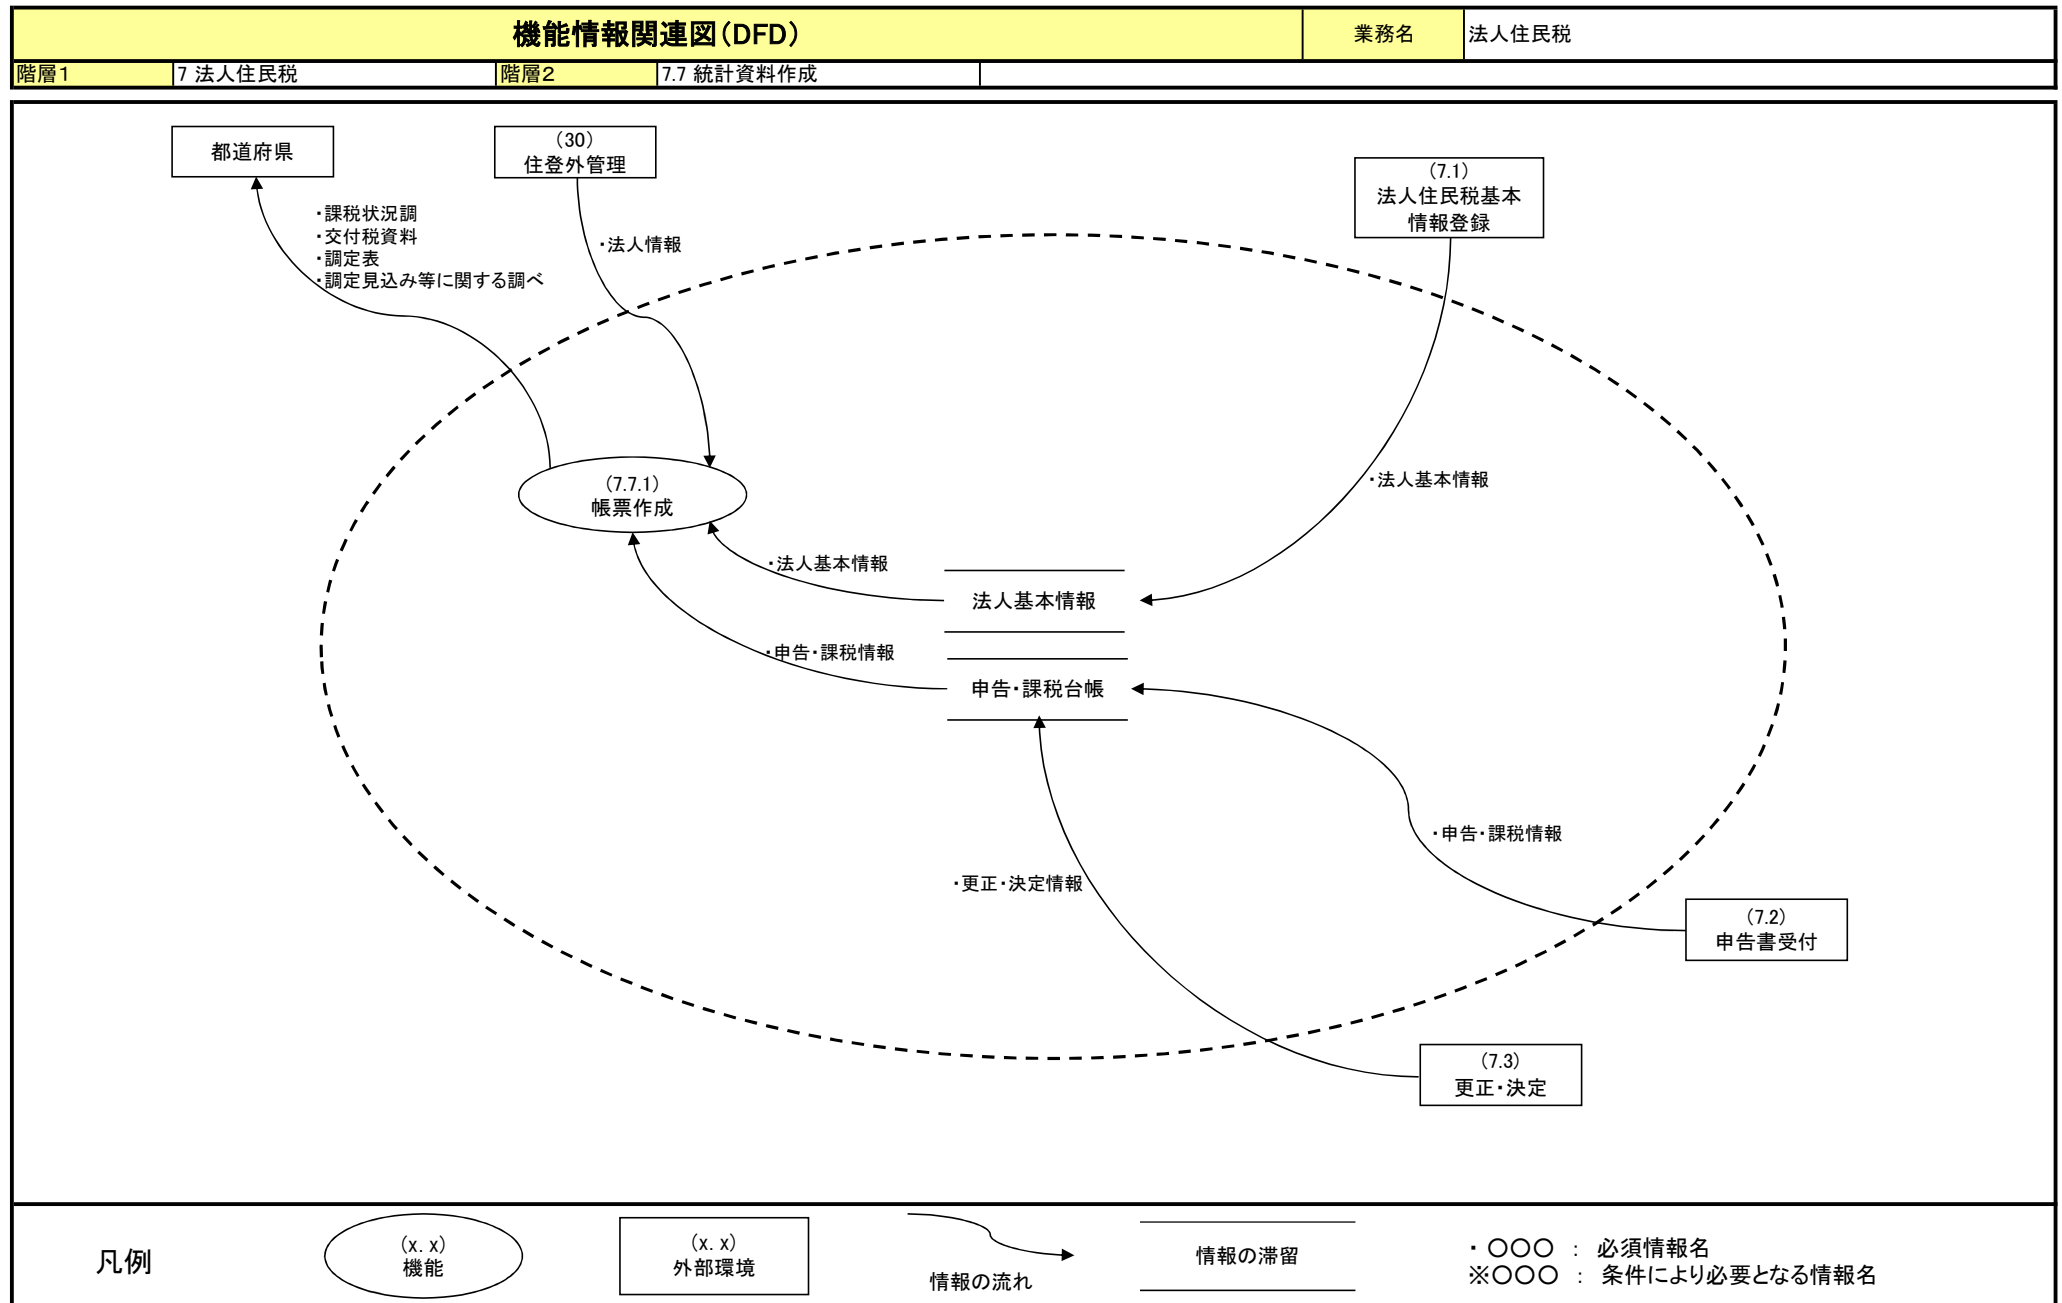 機能情報関連図(DFD)
業務名
法人住民税
階層1
7 法人住民税
階層2
7.7 統計資料作成
都道府県
(30)
住登外管理
(7.1)
法人住民税基本
情報登録
・課税状況調
・交付税資料
・調定表
・調定見込み等に関する調べ
・法人情報
・法人基本情報
(7.7.1)
帳票作成
・法人基本情報
法人基本情報
・申告・課税情報
申告・課税台帳
・申告・課税情報
・更正・決定情報
(7.2)
申告書受付
(7.3)
更正・決定
凡例
(x. x)
機能
(x. x)
外部環境
情報の流れ
情報の滞留
・ 〇〇〇 : 必須情報名
※〇〇〇 : 条件により必要となる情報名